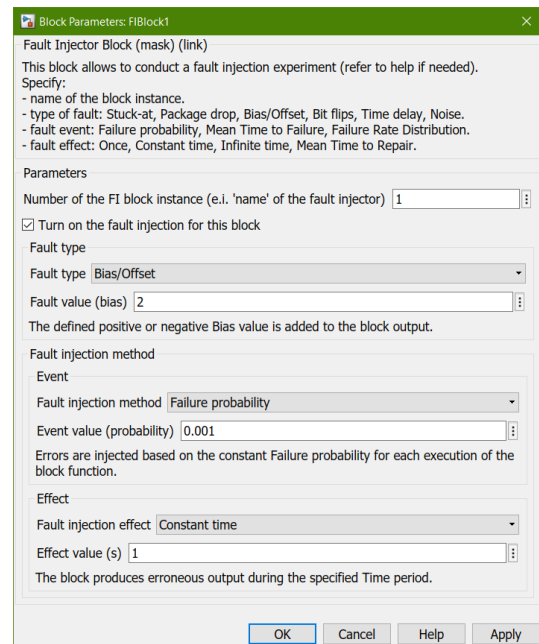 Block Parameters: FIBlock1
Fault Injector Block (mask) (link)
This block allows to conduct a fault injection experiment (refer to help if needed).
Specify:
- name of the block instance.
- type of fault: Stuck-at, Package drop, Bias/Offset, Bit flips, Time delay, Noise.
- fault event: Failure probability, Mean Time to Failure, Failure Rate Distribution.
- fault effect: Once, Constant time, Infinite time, Mean Time to Repair.
Parameters
Number of the FI block instance (e.i. 'name' of the fault injector) 1
Turn on the fault injection for this block
Fault type
Fault type Bias/Offset
Fault value (bias) 2
The defined positive or negative Bias value is added to the block output.
Fault injection method
Event
Fault injection method Failure probability
Event value (probability) 0.001
Errors are injected based on the constant Failure probability for each execution of the
block function.
Effect
Fault injection effect Constant time
Effect value (s) 1
The block produces erroneous output during the specified Time period.
OK Cancel Help Apply